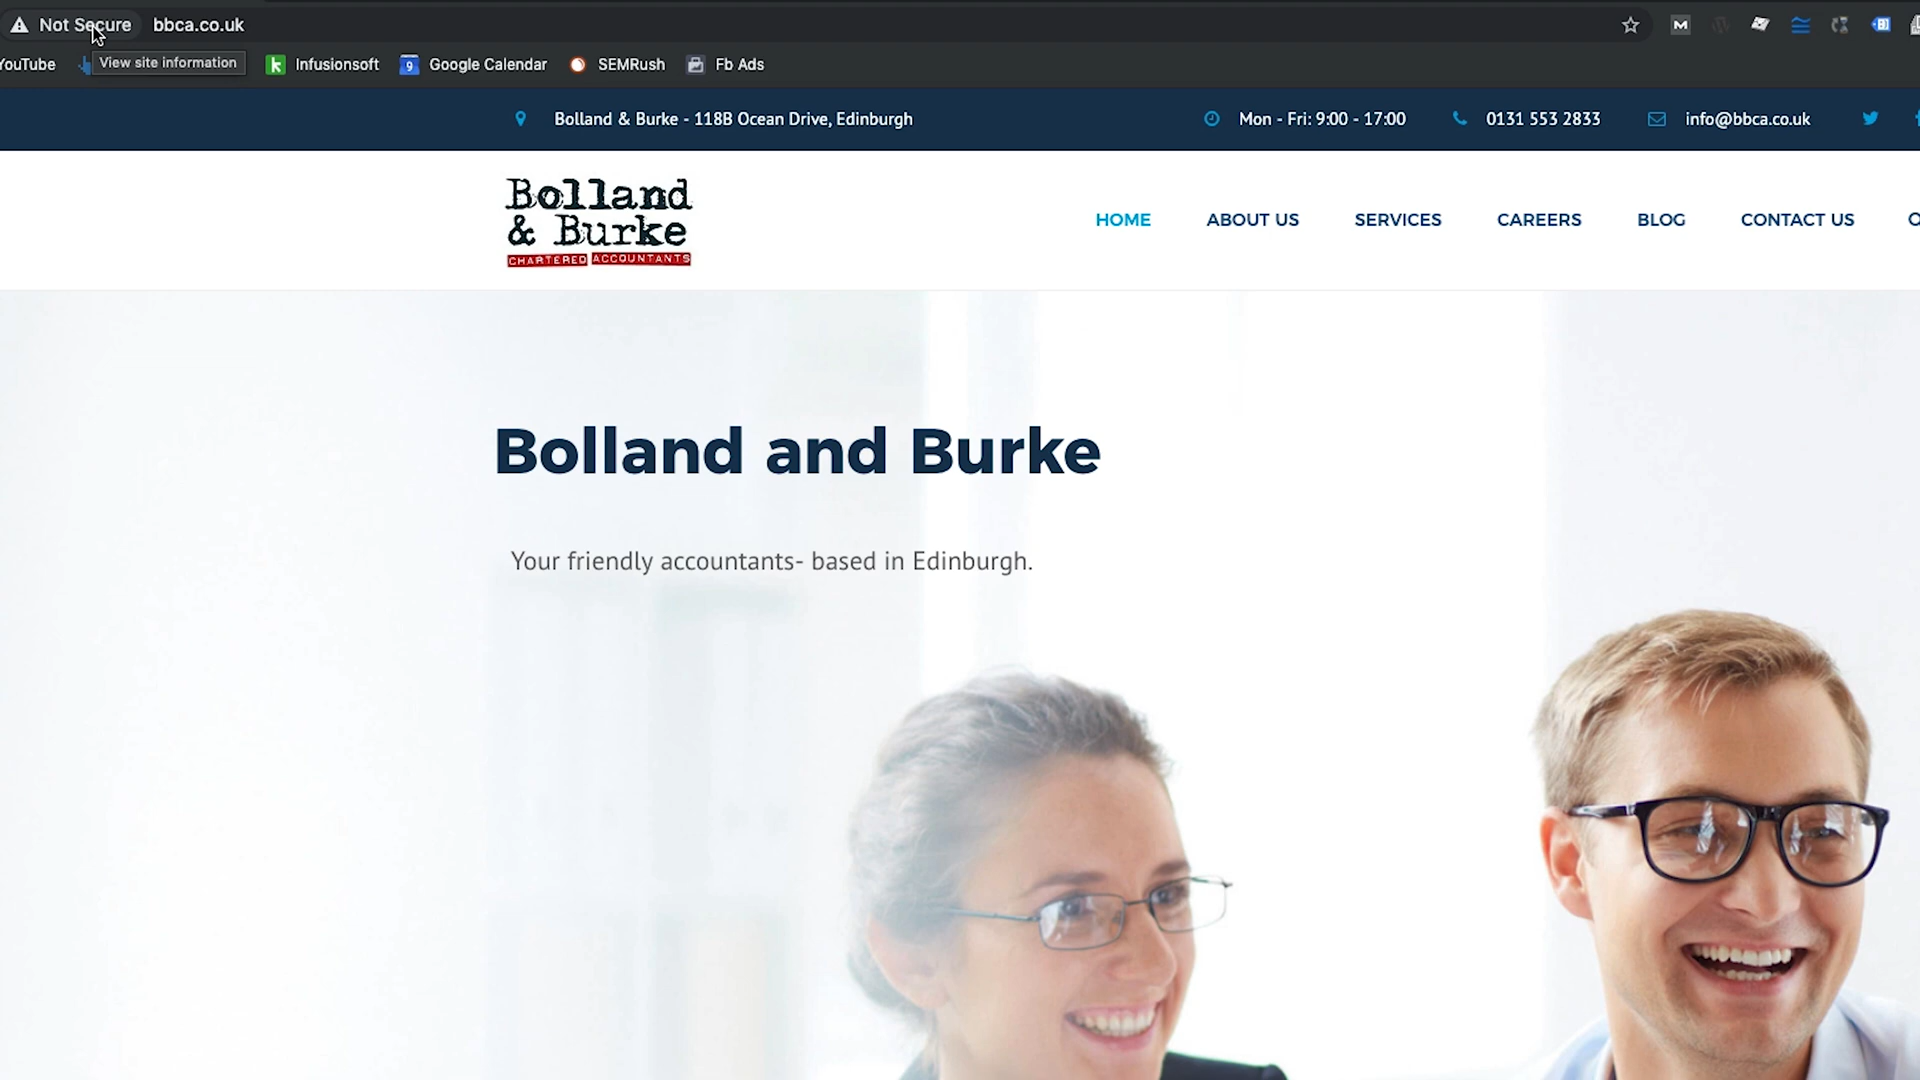 Not Secure bbca.co.uk
YouTube View site information Infusionsoft 9 Google Calendar SEMRush Fb Ads
Bolland & Burke - 118B Ocean Drive, Edinburgh Mon - Fri: 9:00 - 17:00 0131 553 2833 info@bbca.co.uk
Bolland
& Burke
CHARTERED ACCOUNTANTS
HOME ABOUT US SERVICES CAREERS BLOG CONTACT US
Bolland and Burke
Your friendly accountants- based in Edinburgh.